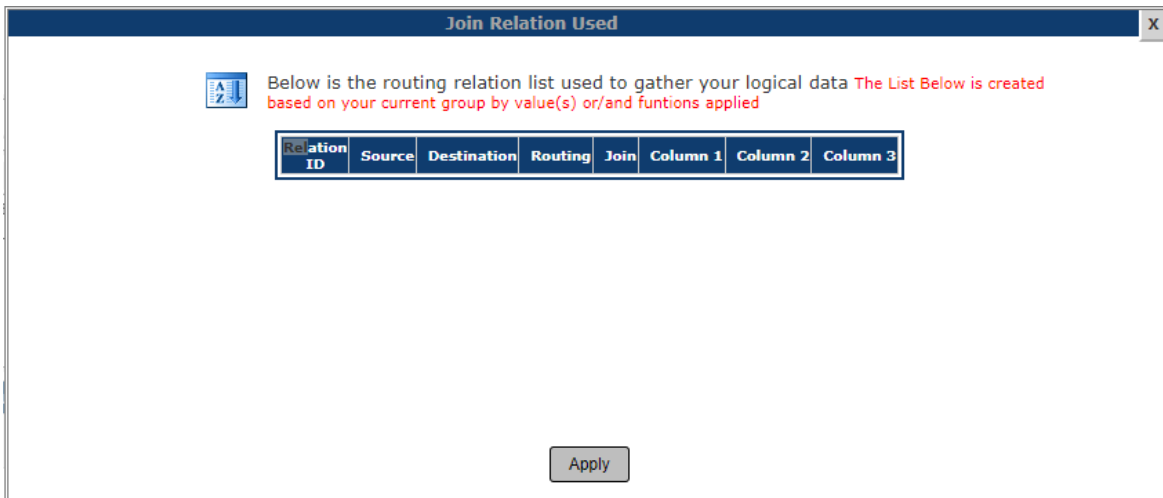 Join Relation Used
X
Below is the routing relation list used to gather your logical data The List Below is created
based on your current group by value(s) or/and funtions applied
Relation ID Source Destination Routing Join Column 1 Column 2 Column 3
Apply